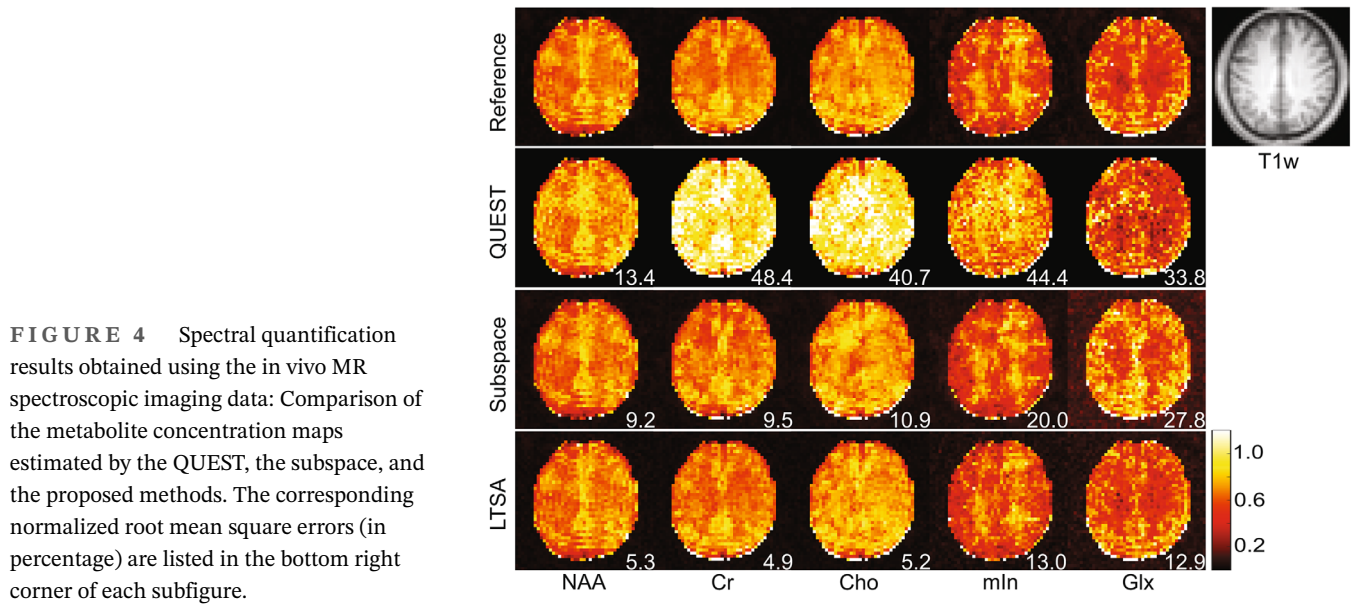 FIGURE 4 Spectral quantification
results obtained using the in vivo MR
spectroscopic imaging data: Comparison of
the metabolite concentration maps
estimated by the QUEST, the subspace, and
the proposed methods. The corresponding
normalized root mean square errors (in
percentage) are listed in the bottom right
corner of each subfigure.
Reference
T1w
QUEST
13.4 48.4 40.7 44.4 33.8
Subspace
9.2 9.5 10.9 20.0 27.8
LTSA
5.3 4.9 5.2 13.0 12.9
NAA Cr Cho mIn Glx
1.0
0.6
0.2